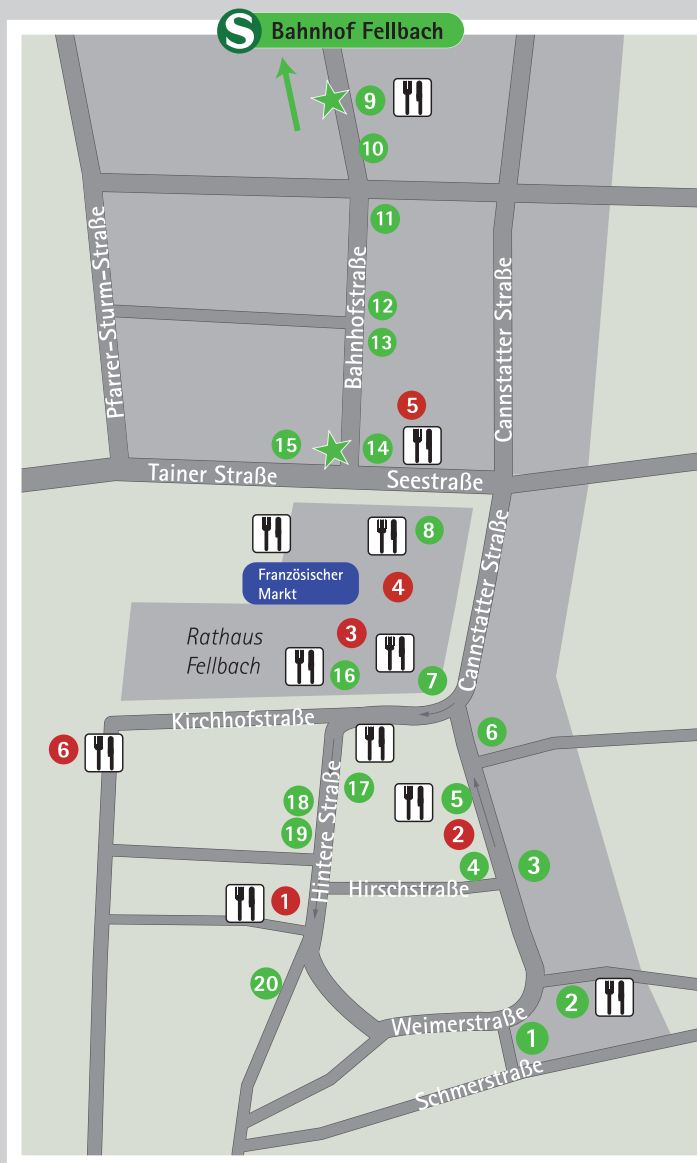 S Bahnhof Fellbach
9
10
11
Pfarrer-Sturm-Straße
Bahnhofstraße
Cannstatter Straße
12
13
5
15
14
Tainer Straße
Seestraße
8
Französischer
Markt
4
Cannstatter Straße
3
Rathaus
Fellbach
16
7
Kirchhofstraße
6
6
17
18
5
19
2
Hintere Straße
4
3
Hirschstraße
1
20
2
Weimerstraße
1
Schmerstraße